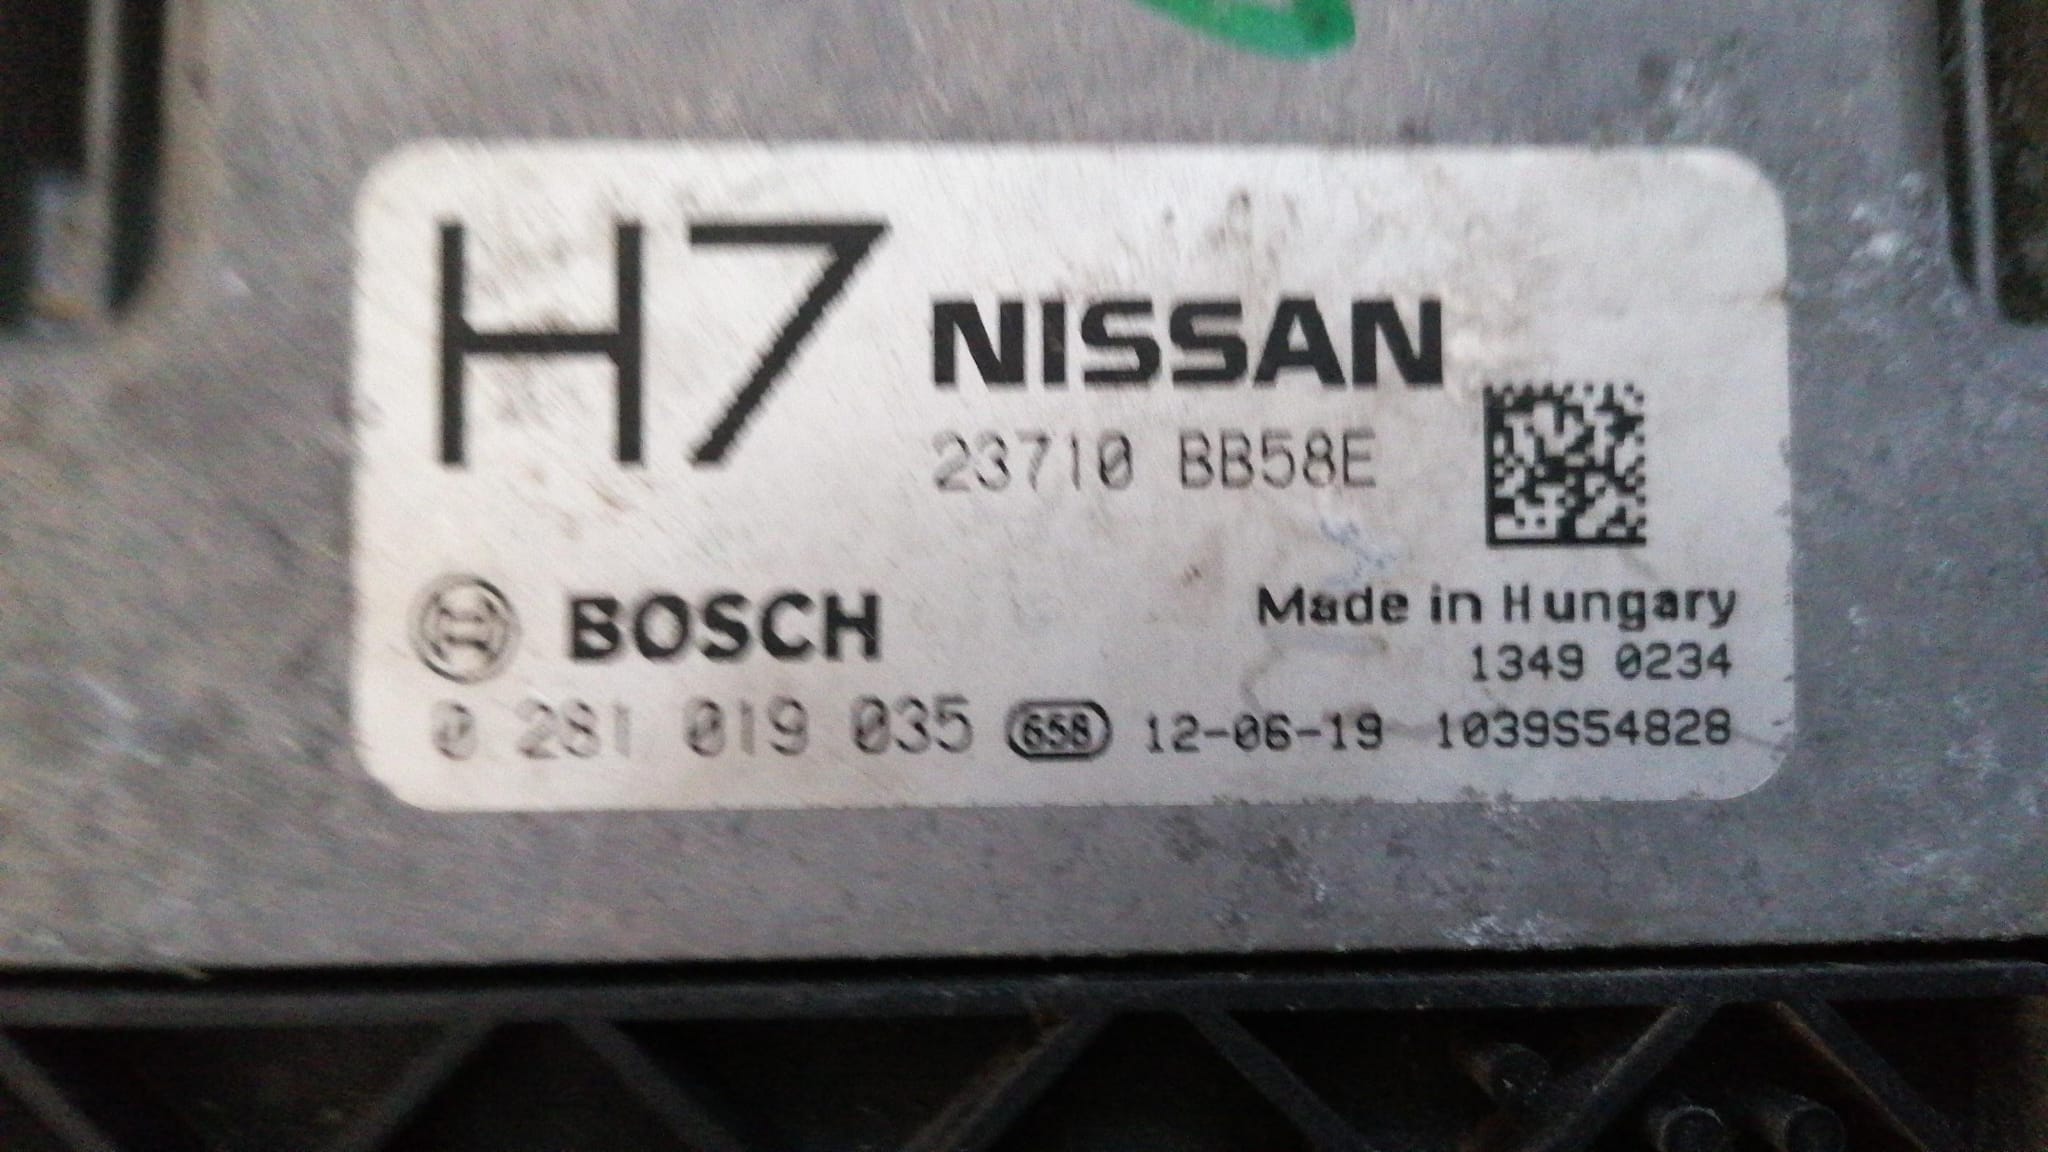 H7
NISSAN
23710 BB58E
BOSCH
Made in Hungary
1349 0234
0 281 019 035 658 12-06-19 1039S54828